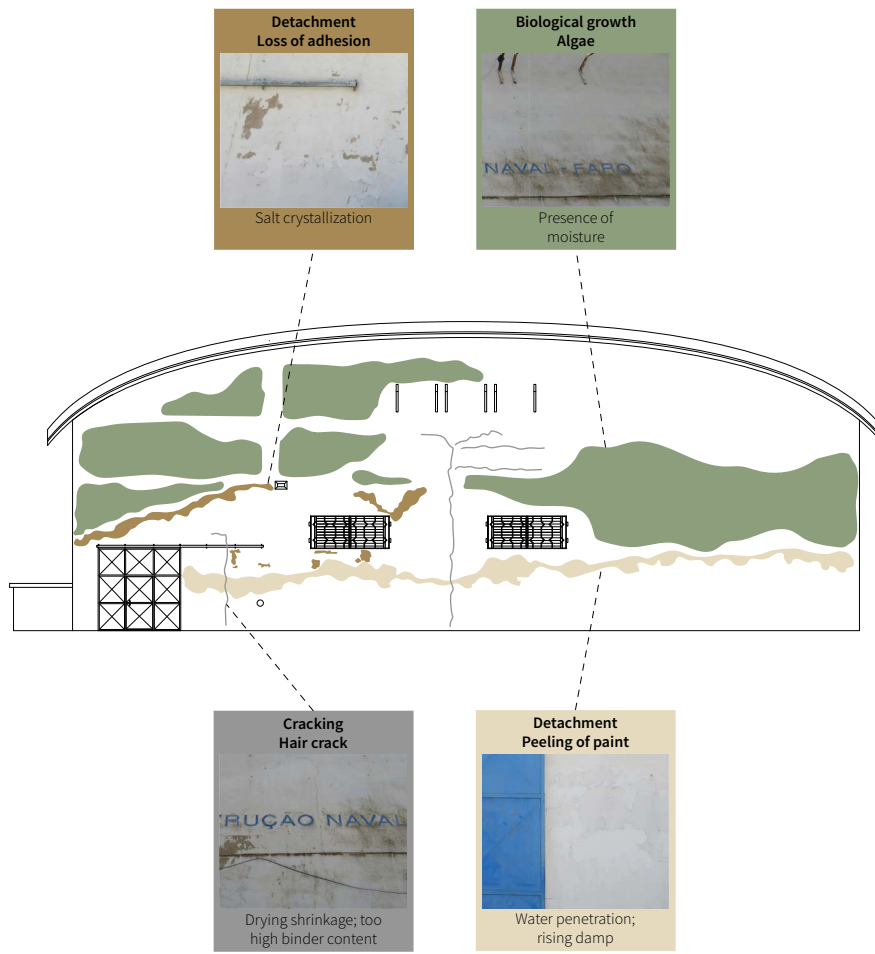 Detachment
Loss of adhesion
Salt crystallization
Biological growth
Algae
NAVAL - FARO
Presence of
moisture
Cracking
Hair crack
RUÇÃO NAVAL
Drying shrinkage; too
high binder content
Detachment
Peeling of paint
Water penetration;
rising damp